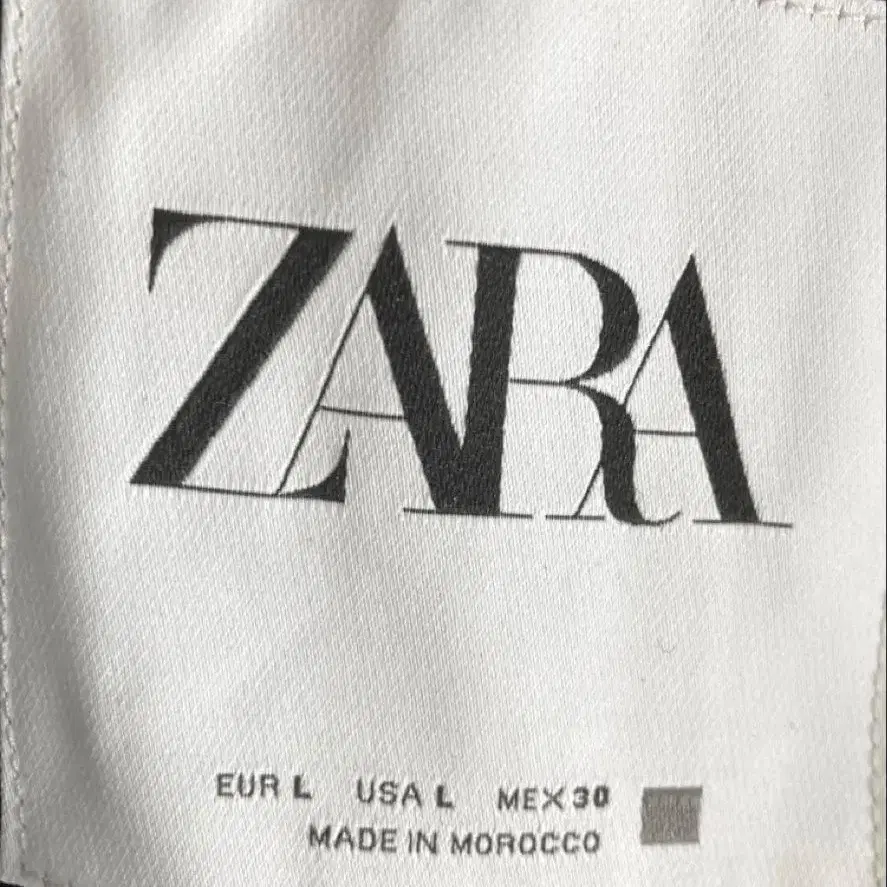 ZARA
EUR L USA L MEX 30
MADE IN MOROCCO